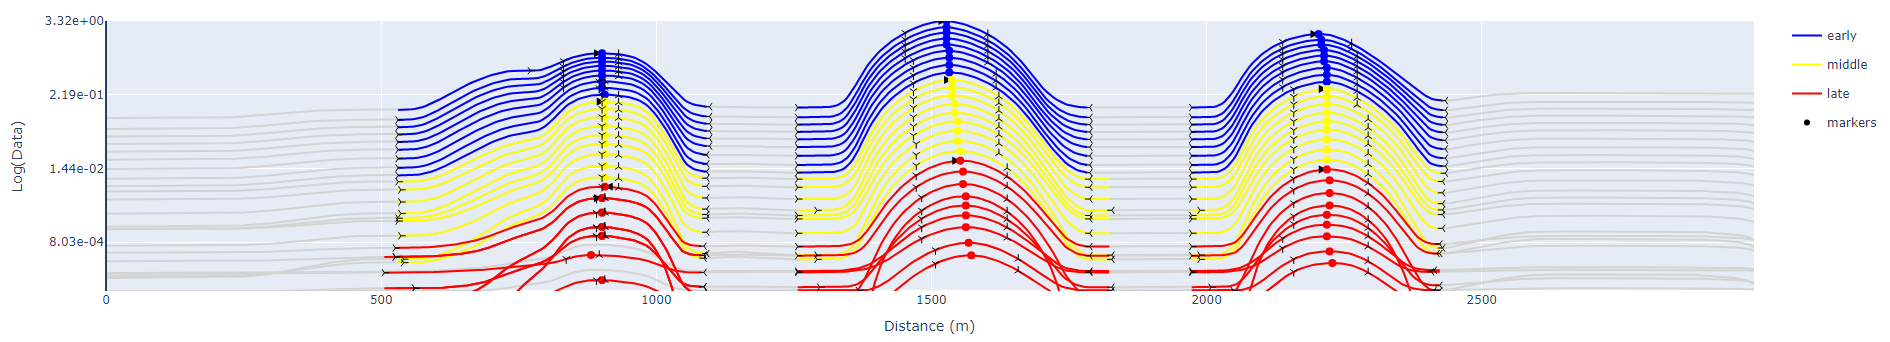 3.32e+00
2.19e-01
1.44e-02
8.03e-04
Log(Data)
0 500 1000 1500 2000 2500
Distance (m)
early
middle
late
markers